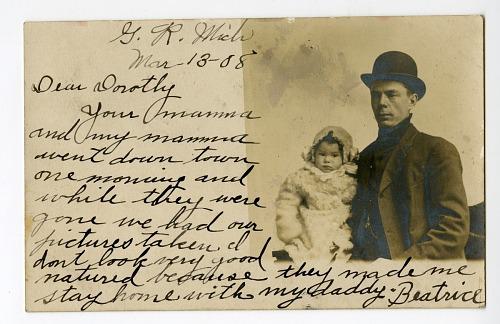 G. R. Mich
Mar 13-08
Dear Dorothy
Your mamma
and my mamma
went down town
one morning and
while they were
gone we had our
pictures taken I
dont look very good
natured because they made me
stay home with my daddy. Beatrice